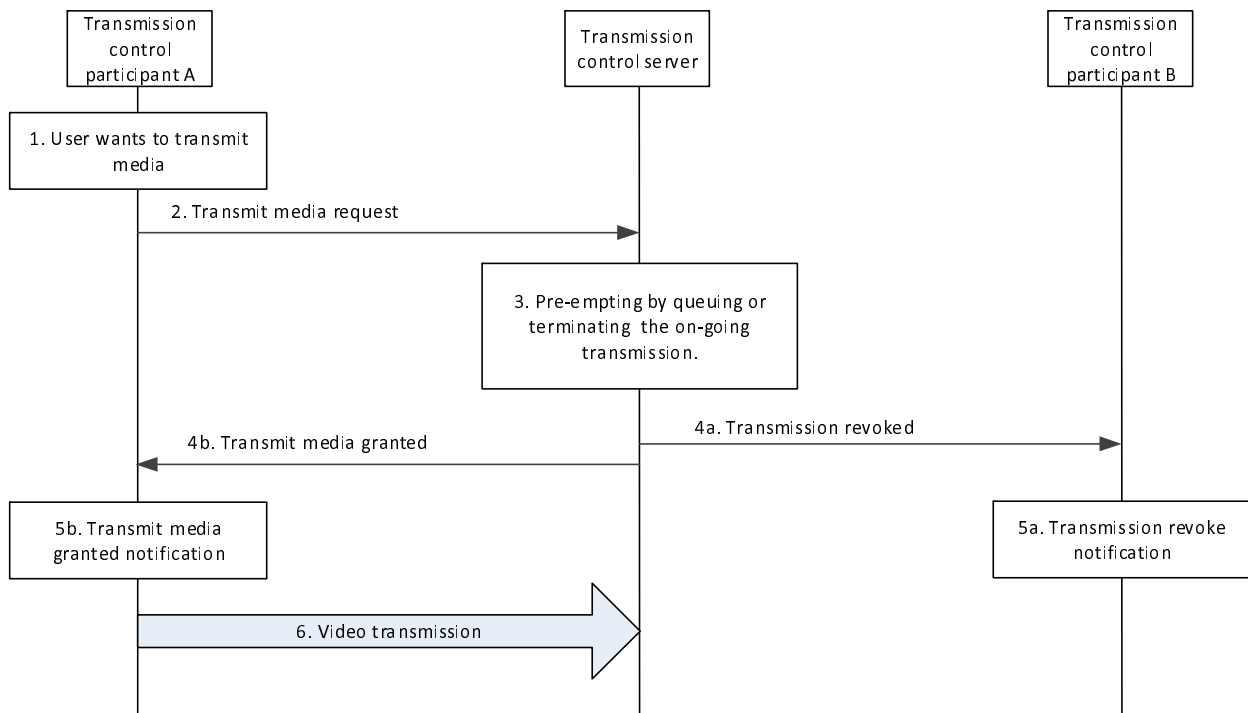 Transmission
control
participant A
Transmission
control server
Transmission
control
participant B
1. User wants to transmit
media
2. Transmit media request
3. Pre-empting by queuing or
terminating the on-going
transmission.
4a. Transmission revoked
4b. Transmit media granted
5b. Transmit media
granted notification
5a. Transmission revoke
notification
6. Video transmission